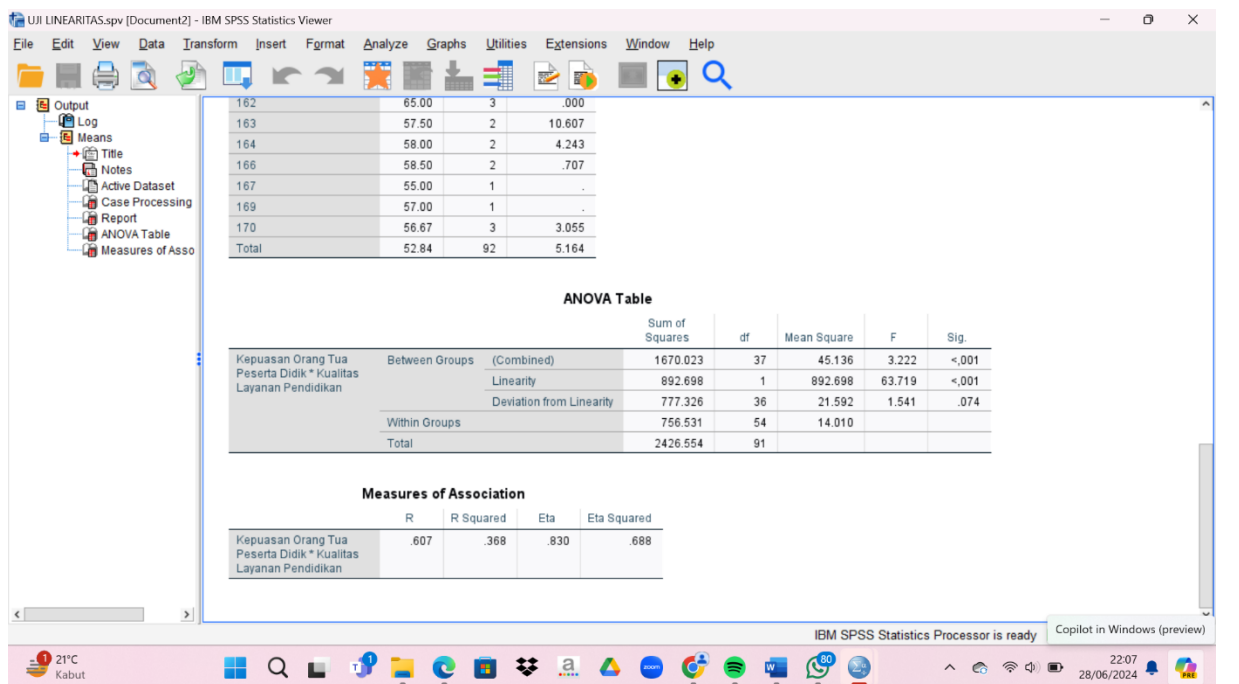 UJI LINEARITAS.spv [Document2] - IBM SPSS Statistics Viewer
File Edit View Data Transform Insert Format Analyze Graphs Utilities Extensions Window Help
Output
Log
Means
Title
Notes
Active Dataset
Case Processing
Report
ANOVA Table
Measures of Asso
162 65.00 3 .000
163 57.50 2 10.607
164 58.00 2 4.243
166 58.50 2 .707
167 55.00 1 .
169 57.00 1 .
170 56.67 3 3.055
Total 52.84 92 5.164
ANOVA Table
Sum of
Squares df Mean Square F Sig.
Kepuasan Orang Tua
Peserta Didik * Kualitas
Layanan Pendidikan
Between Groups (Combined) 1670.023 37 45.136 3.222 <,001
Linearity 892.698 1 892.698 63.719 <,001
Deviation from Linearity 777.326 36 21.592 1.541 .074
Within Groups 756.531 54 14.010
Total 2426.554 91
Measures of Association
R R Squared Eta Eta Squared
Kepuasan Orang Tua
Peserta Didik * Kualitas
Layanan Pendidikan
.607 .368 .830 .688
IBM SPSS Statistics Processor is ready
Copilot in Windows (preview)
1
21°C
Kabut
1
a
zoom
80
22:07
28/06/2024
PRE